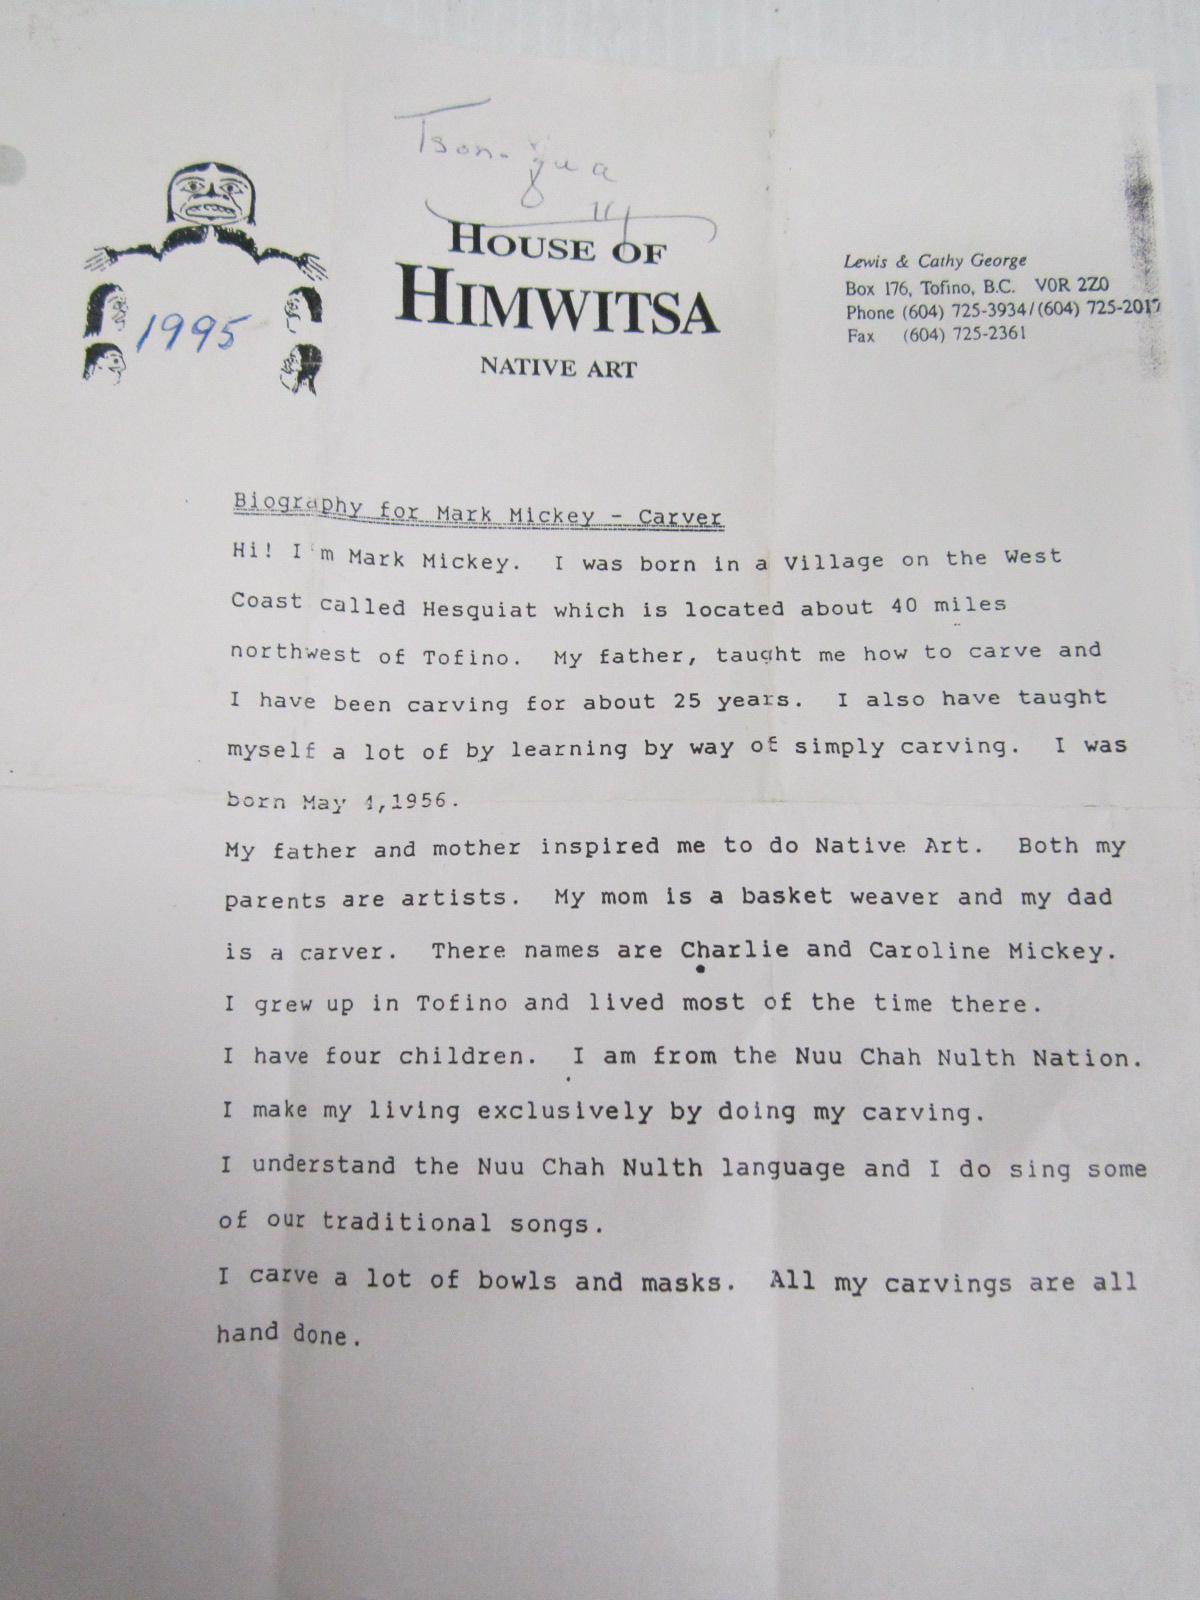 Tson-qua
1995
HOUSE OF
HIMWITSA
NATIVE ART
Lewis & Cathy George
Box 176, Tofino, B.C. V0R 2Z0
Phone (604) 725-3934/(604) 725-2017
Fax (604) 725-2361
Biography for Mark Mickey - Carver
Hi! I'm Mark Mickey. I was born in a Village on the West
Coast called Hesquiat which is located about 40 miles
northwest of Tofino. My father, taught me how to carve and
I have been carving for about 25 years. I also have taught
myself a lot of by learning by way of simply carving. I was
born May 4,1956.
My father and mother inspired me to do Native Art. Both my
parents are artists. My mom is a basket weaver and my dad
is a carver. There names are Charlie and Caroline Mickey.
I grew up in Tofino and lived most of the time there.
I have four children. I am from the Nuu Chah Nulth Nation.
I make my living exclusively by doing my carving.
I understand the Nuu Chah Nulth language and I do sing some
of our traditional songs.
I carve a lot of bowls and masks. All my carvings are all
hand done.